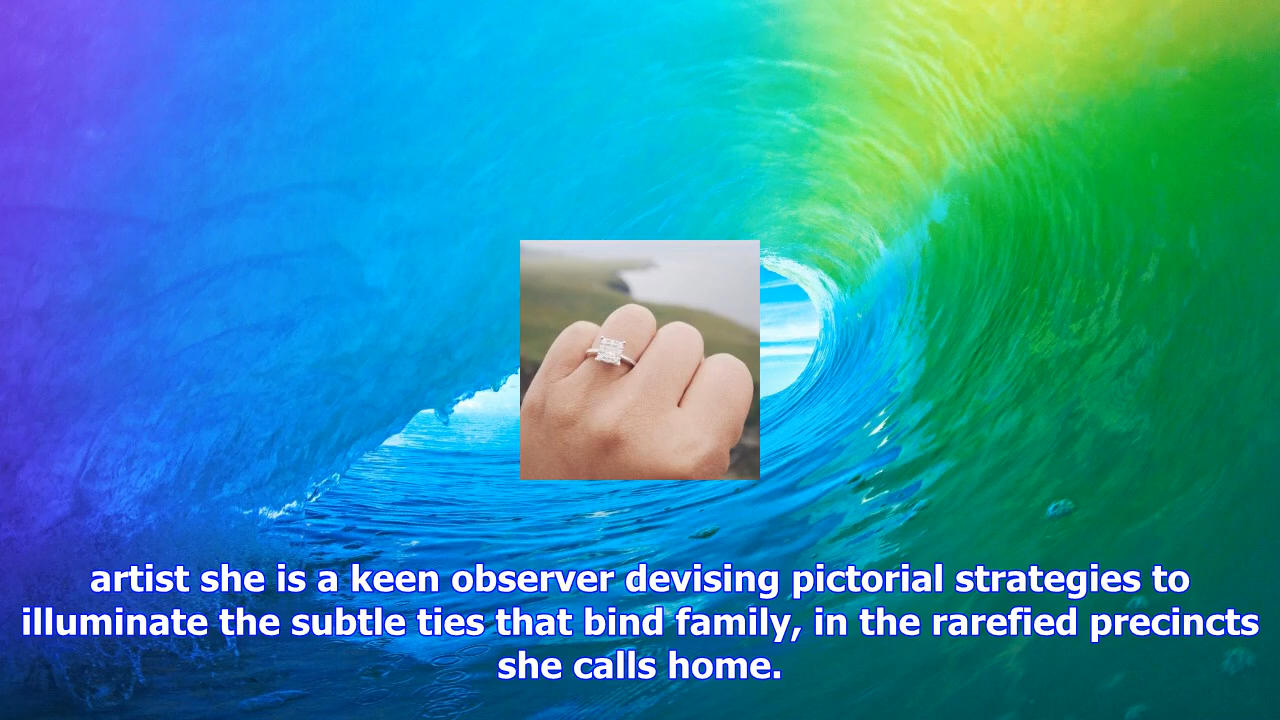 artist she is a keen observer devising pictorial strategies to
illuminate the subtle ties that bind family, in the rarefied precincts
she calls home.